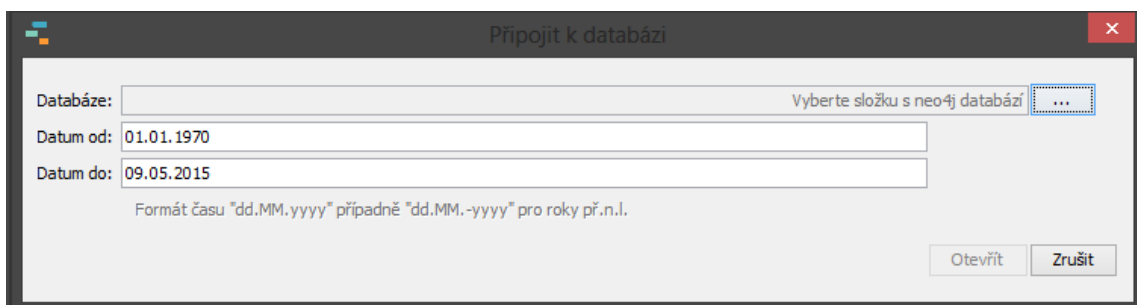 Připojit k databázi
Databáze: Vyberte složku s neo4j databází ...
Datum od: 01.01.1970
Datum do: 09.05.2015
Formát času "dd.MM.yyyy" případně "dd.MM.-yyyy" pro roky př.n.l.
Otevřít Zrušit